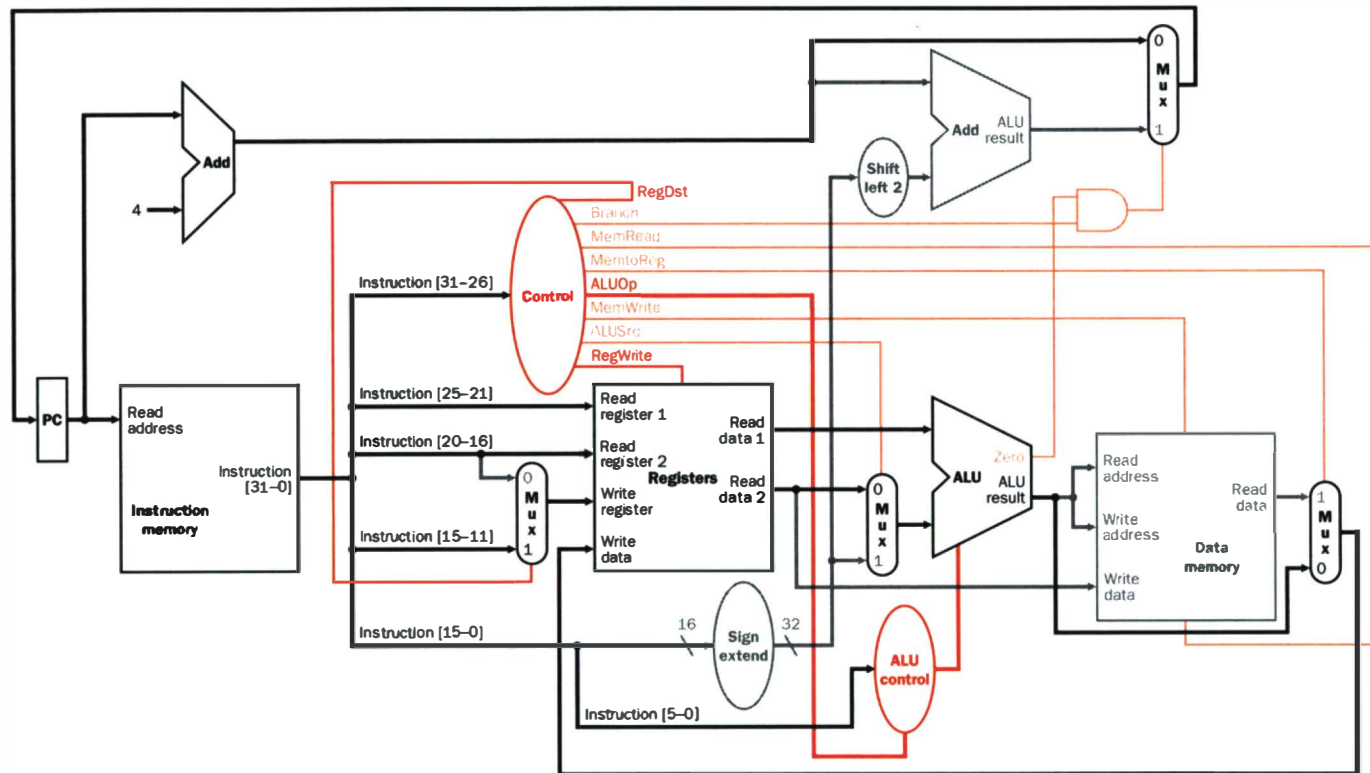 0
M
u
x
1
Add
ALU
result
Shift
left 2
Add
4
RegDst
Branch
MemRead
MemtoReg
ALUOp
MemWrite
ALUSrc
RegWrite
Control
Instruction [31–26]
Instruction [25–21]
Instruction [20–16]
Instruction [15–11]
Instruction [15–0]
Instruction [5–0]
PC
Read
address
Instruction
[31–0]
Instruction
memory
0
M
u
x
1
Read
register 1
Read
register 2
Write
register
Write
data
Registers
Read
data 1
Read
data 2
16
Sign
extend
32
0
M
u
x
1
Zero
ALU
ALU
result
ALU
control
Read
address
Write
address
Write
data
Read
data
Data
memory
1
M
u
x
0